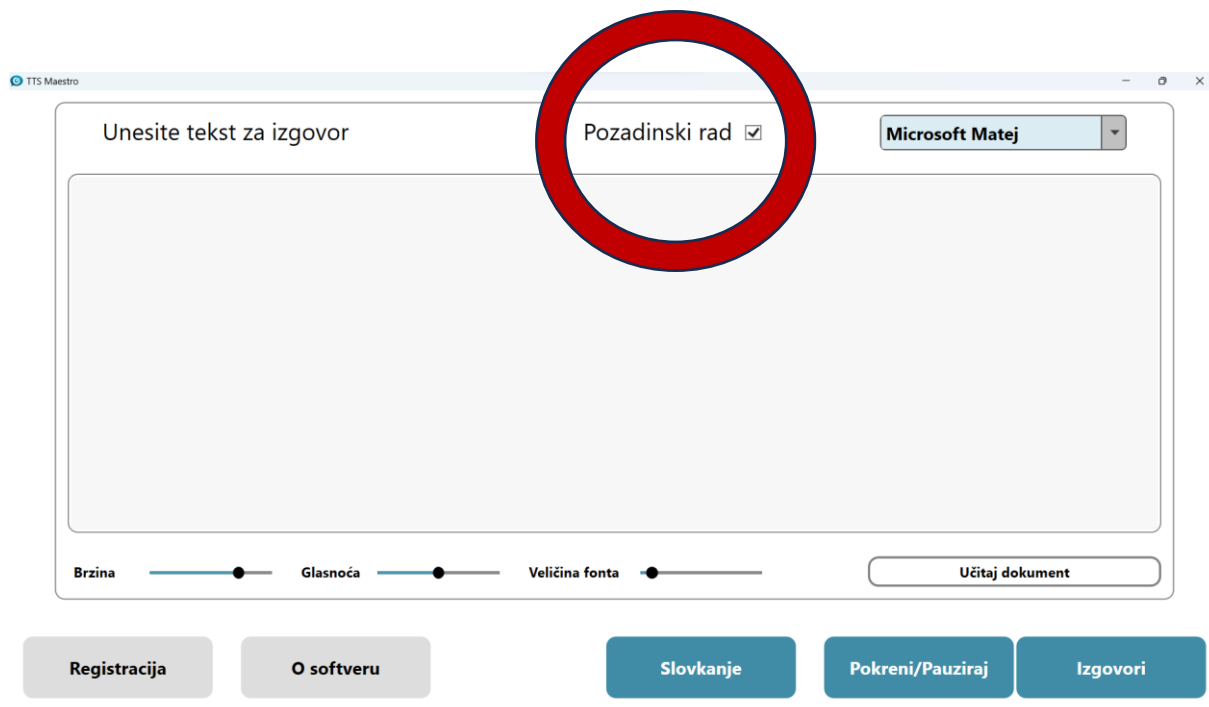 TTS Maestro
Unesite tekst za izgovor
Pozadinski rad
Microsoft Matej
Brzina
Glasnoća
Veličina fonta
Učitaj dokument
Registracija
O softveru
Slovkanje
Pokreni/Pauziraj
Izgovori